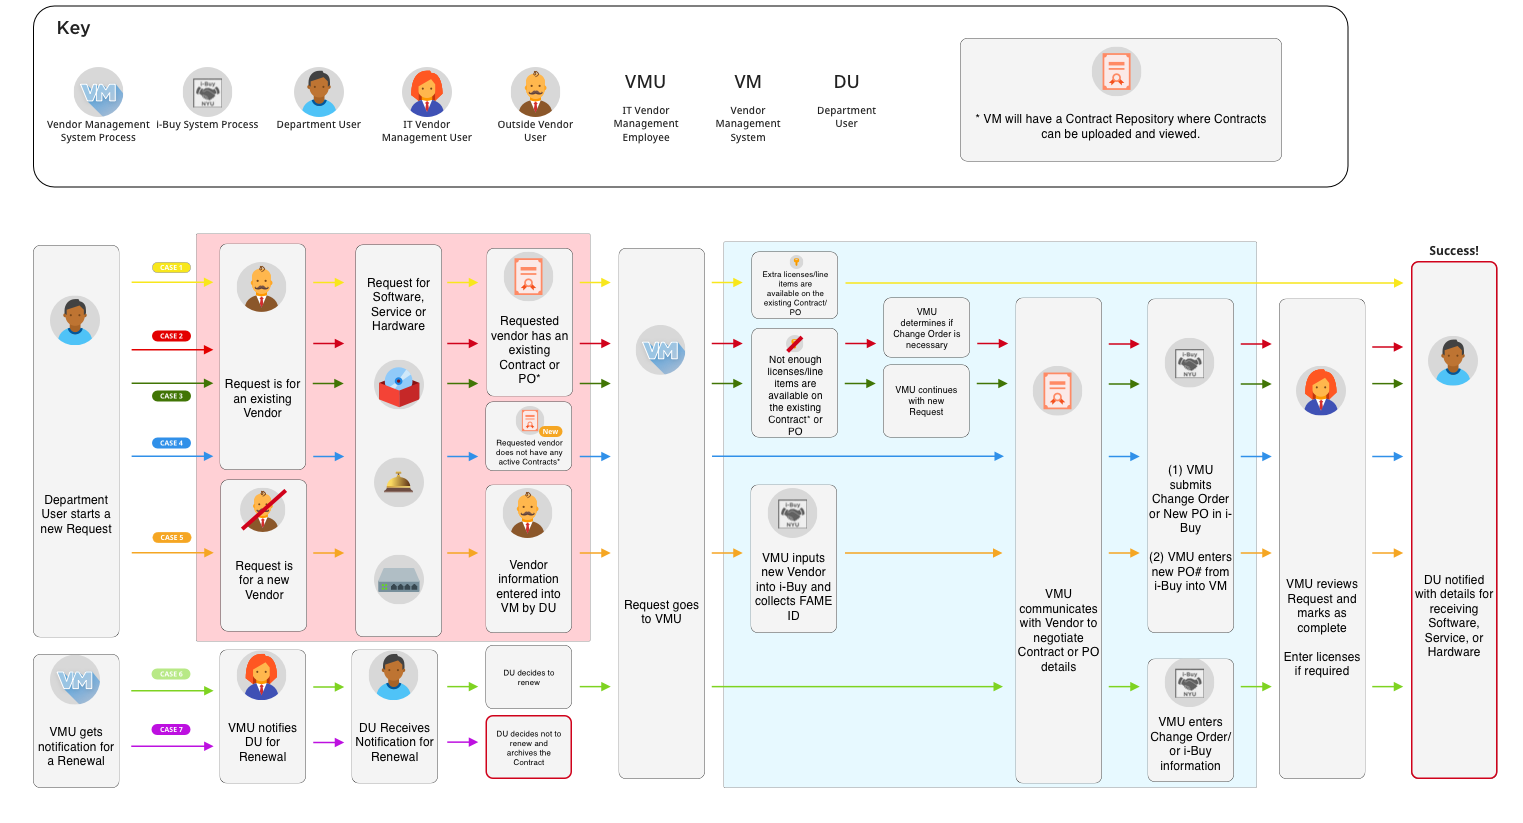 Key
VM
Vendor Management
System Process
i-Buy
NYU
i-Buy System Process
Department User
IT Vendor
Management User
Outside Vendor
User
VMU
IT Vendor
Management
Employee
VM
Vendor
Management
System
DU
Department
User
* VM will have a Contract Repository where Contracts
can be uploaded and viewed.
Department
User starts a
new Request
CASE 1
CASE 2
CASE 3
CASE 4
CASE 5
Request is for
an existing
Vendor
Request is
for a new
Vendor
Request for
Software,
Service or
Hardware
Requested
vendor has an
existing
Contract or
PO*
New
Requested vendor
does not have any
active Contracts*
Vendor
information
entered into
VM by DU
VM
Request goes
to VMU
Extra licenses/line
items are
available on the
existing Contract/
PO
Not enough
licenses/line
items are
available on
the existing
Contract* or
PO
VMU
determines if
Change Order is
necessary
VMU continues
with new
Request
i-Buy
NYU
VMU inputs
new Vendor
into i-Buy and
collects FAME
ID
VMU
communicates
with Vendor to
negotiate
Contract or PO
details
i-Buy
NYU
(1) VMU
submits
Change Order
or New PO in i-
Buy
(2) VMU enters
new PO# from
i-Buy into VM
VMU reviews
Request and
marks as
complete
Enter licenses
if required
Success!
DU notified
with details for
receiving
Software,
Service, or
Hardware
VM
VMU gets
notification for
a Renewal
CASE 6
CASE 7
VMU notifies
DU for
Renewal
DU Receives
Notification for
Renewal
DU decides to
renew
DU decides not to
renew and
archives the
Contract
i-Buy
NYU
VMU enters
Change Order/
or i-Buy
information